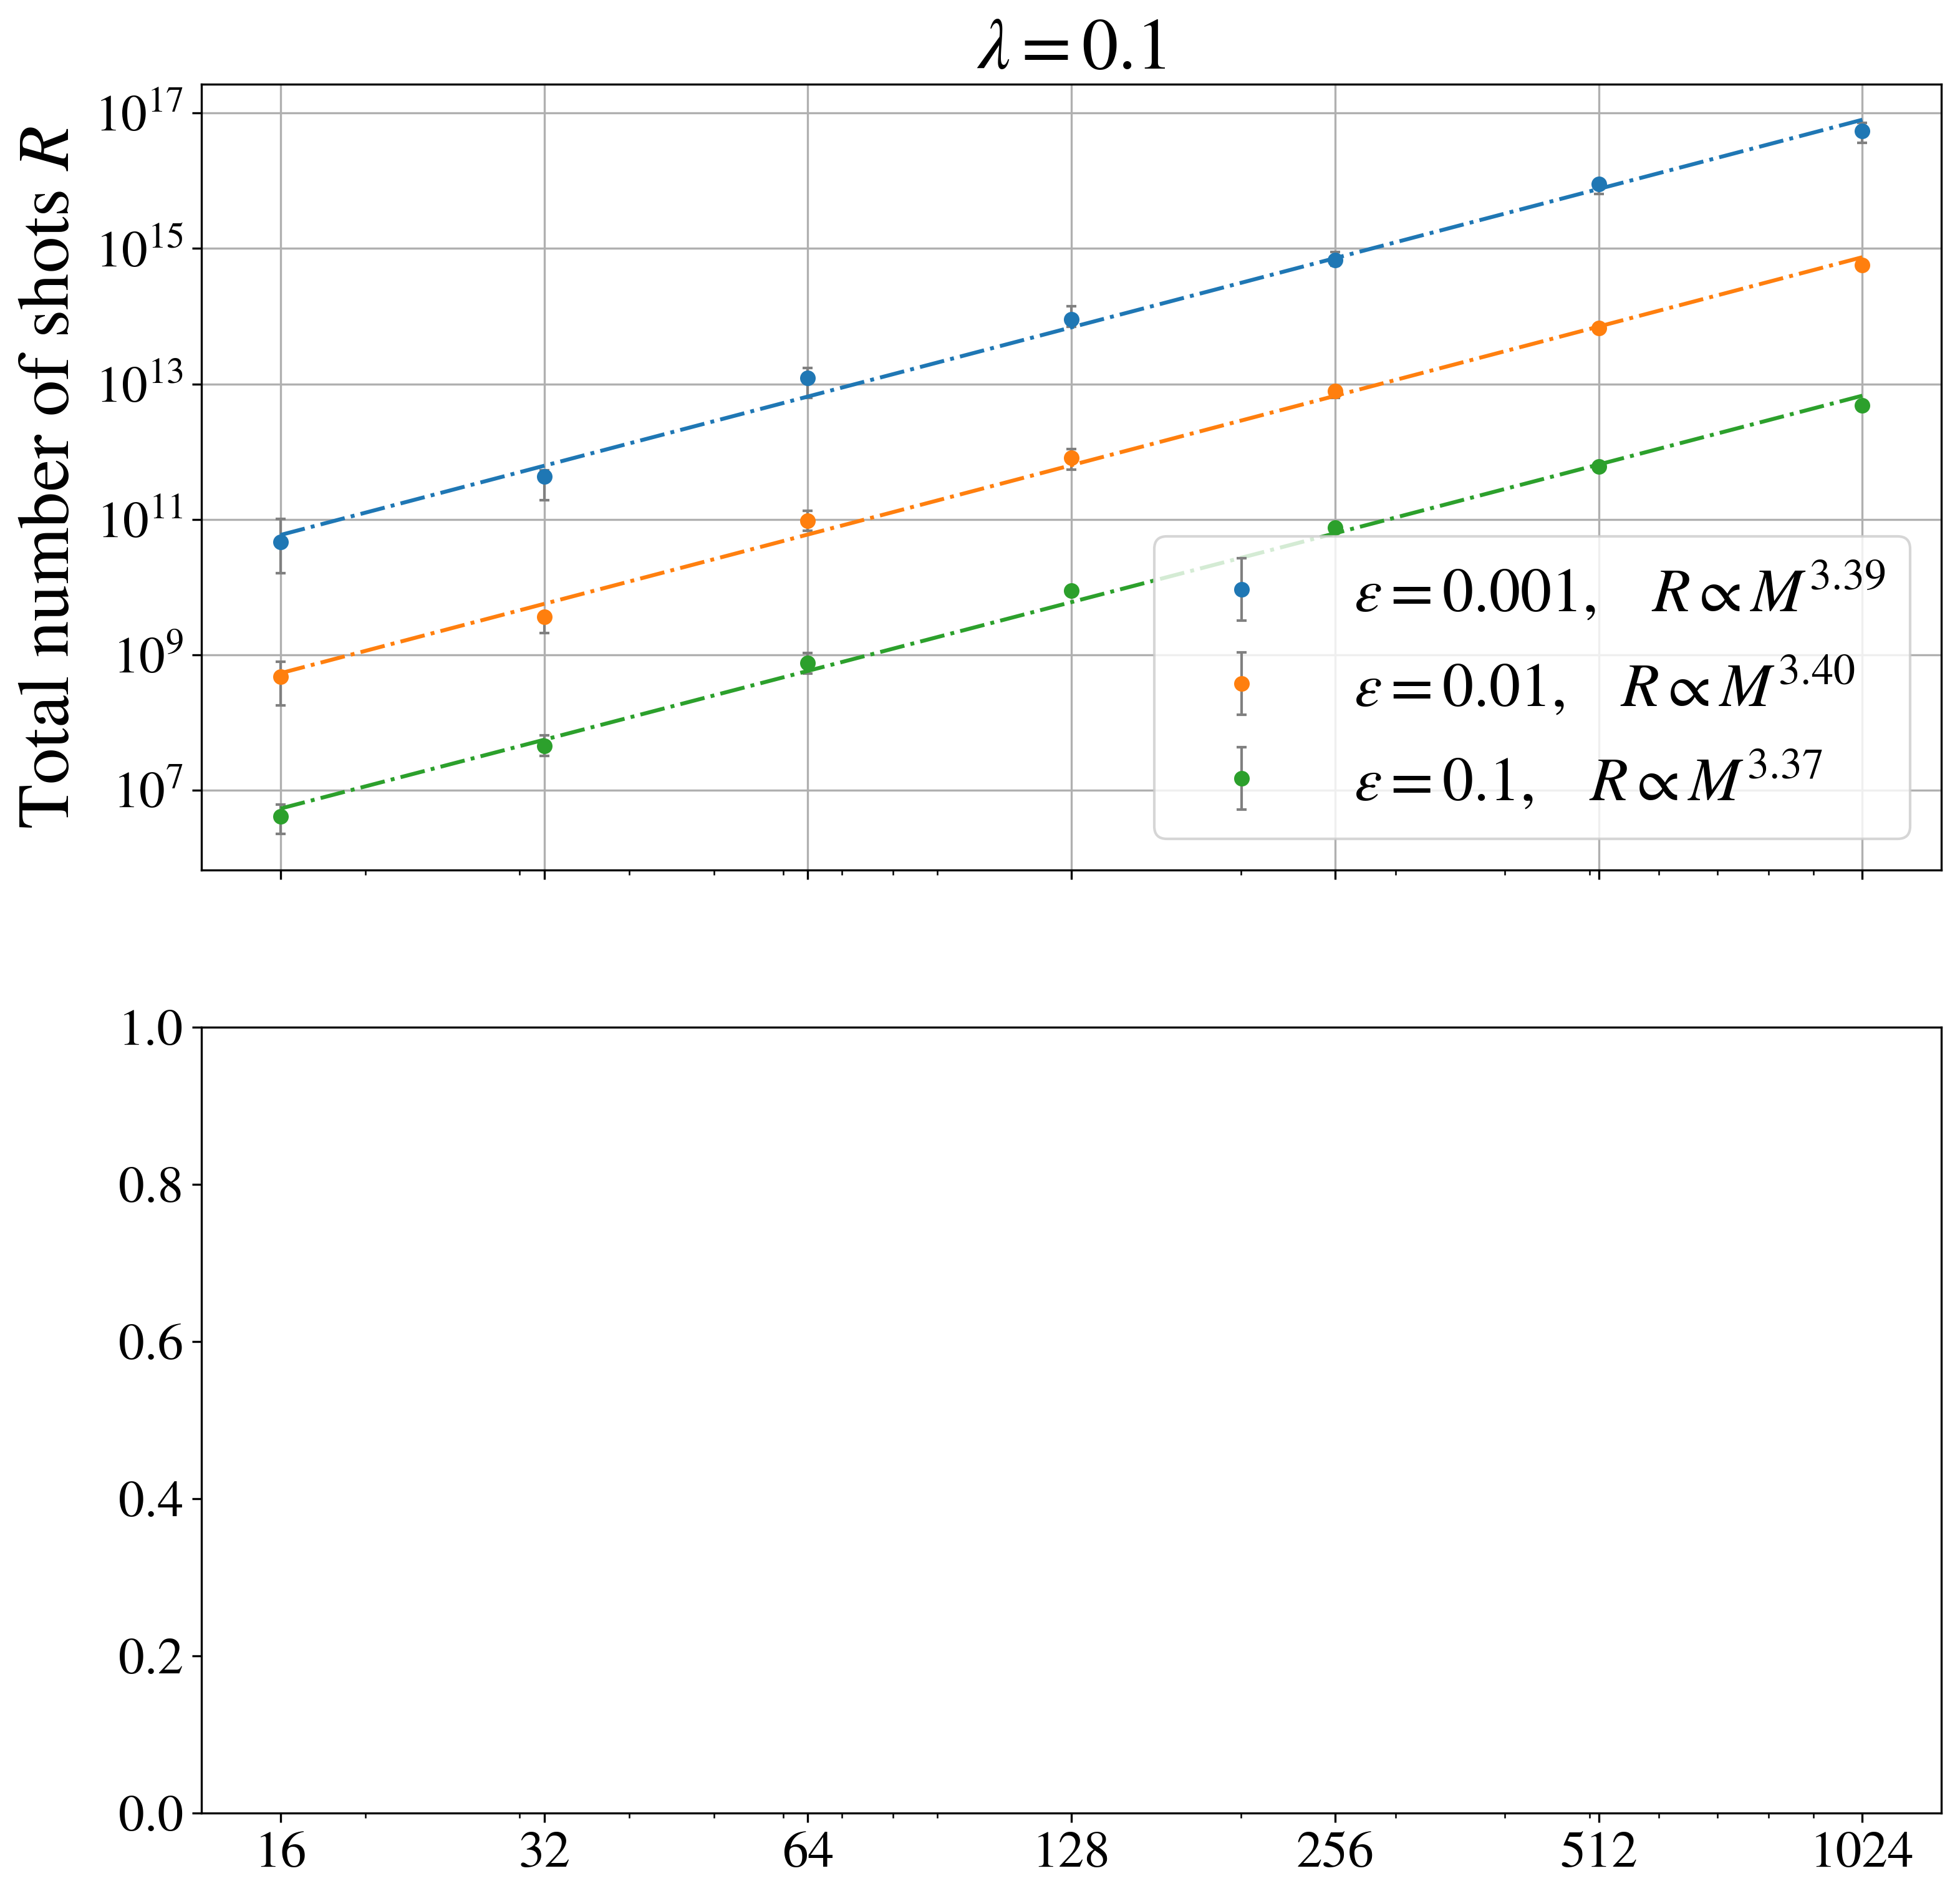 λ = 0.1
Total number of shots R
10^17
10^15
10^13
10^11
10^9
10^7
ε = 0.001, R ∝ M^3.39
ε = 0.01, R ∝ M^3.40
ε = 0.1, R ∝ M^3.37
1.0
0.8
0.6
0.4
0.2
0.0
16 32 64 128 256 512 1024